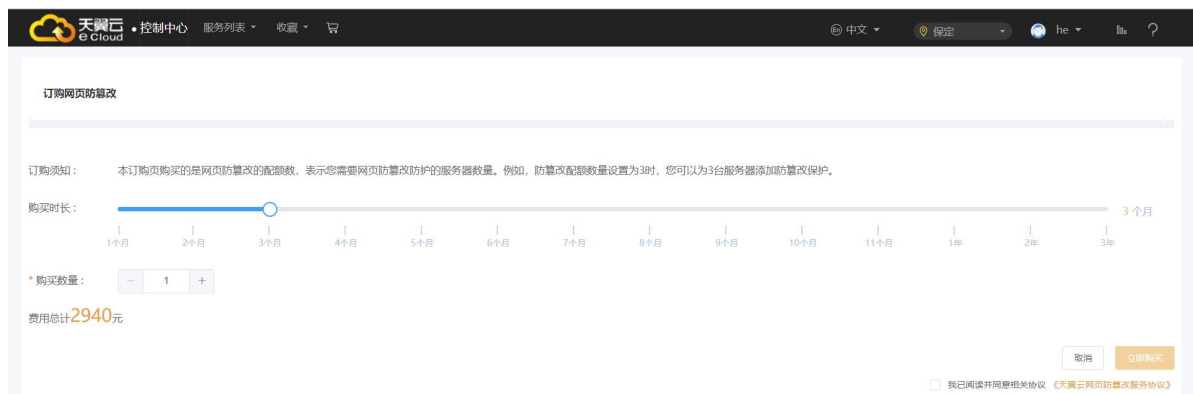 天翼云 e Cloud •控制中心 服务列表 收藏 En 中文 保定 he ?
订购网页防篡改
订购须知： 本订购页购买的是网页防篡改的配额数，表示您需要网页防篡改防护的服务器数量。例如，防篡改配额数量设置为3时，您可以为3台服务器添加防篡改保护。
购买时长： 3 个月
1个月 2个月 3个月 4个月 5个月 6个月 7个月 8个月 9个月 10个月 11个月 1年 2年 3年
* 购买数量： − 1 +
费用总计2940元
取消 立即购买
我已阅读并同意相关协议 《天翼云网页防篡改服务协议》